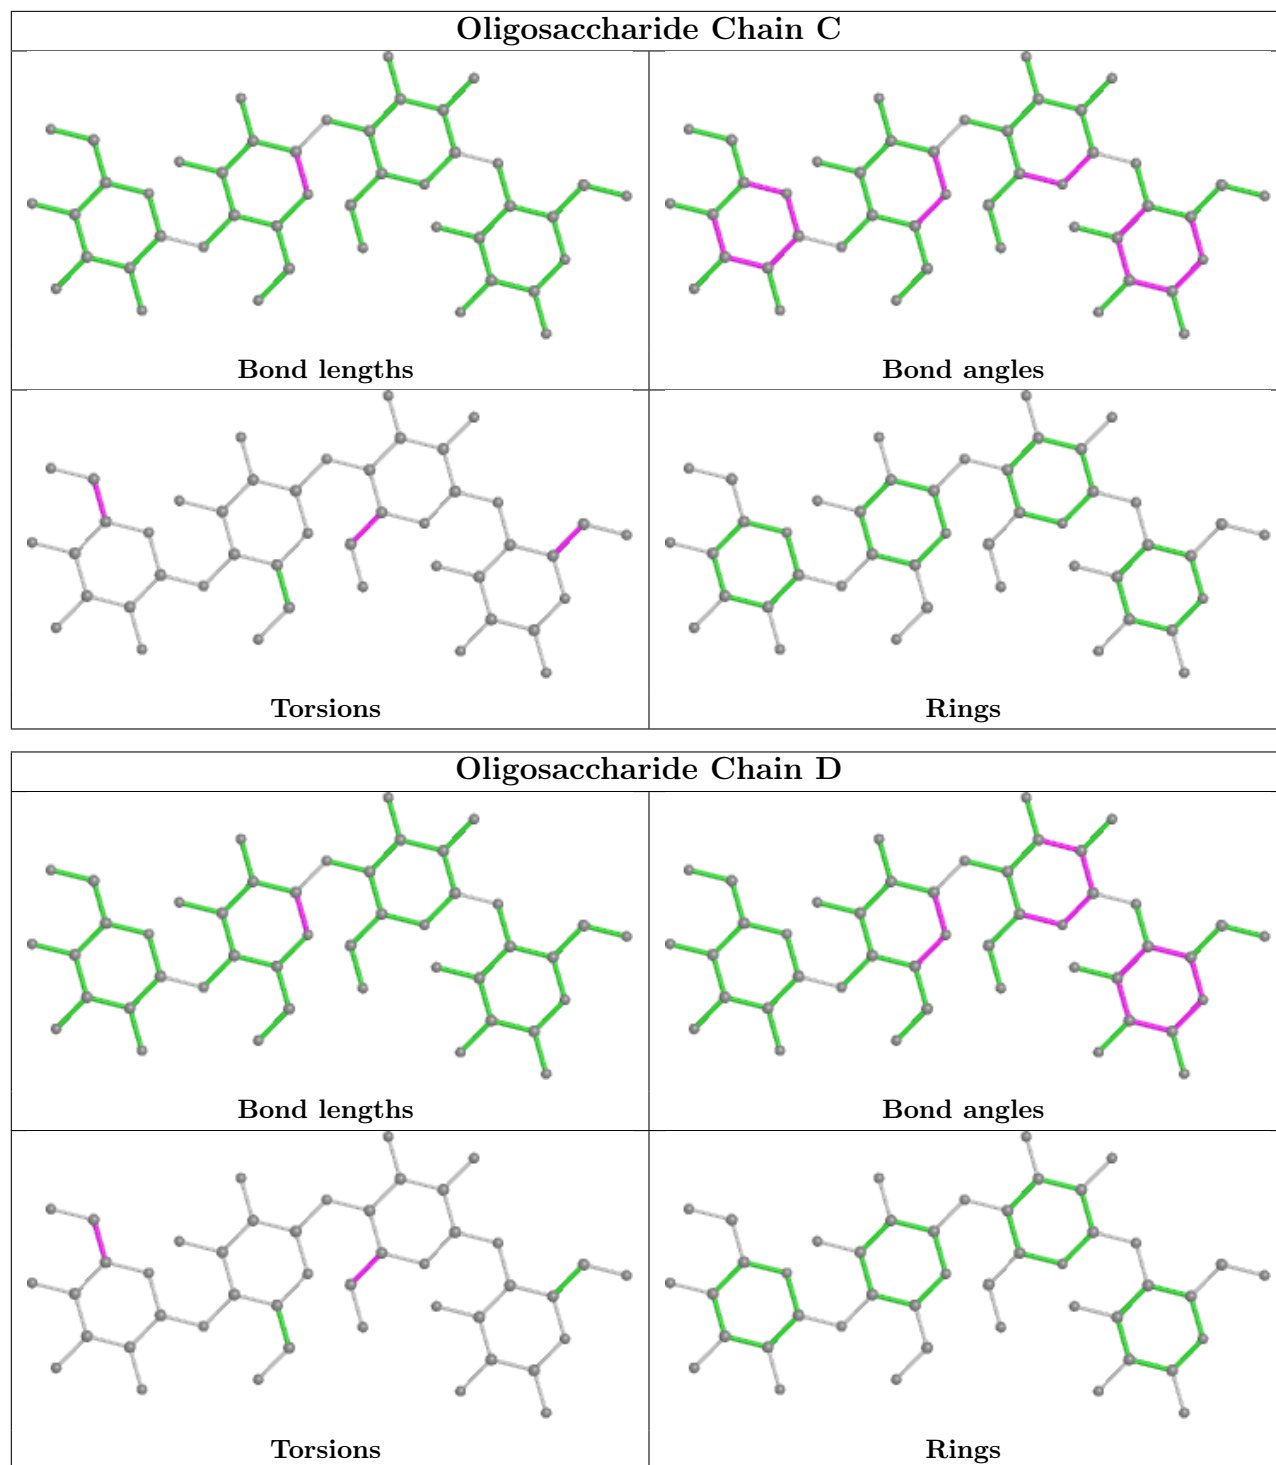 Oligosaccharide Chain C
Bond lengths
Bond angles
Torsions
Rings
Oligosaccharide Chain D
Bond lengths
Bond angles
Torsions
Rings